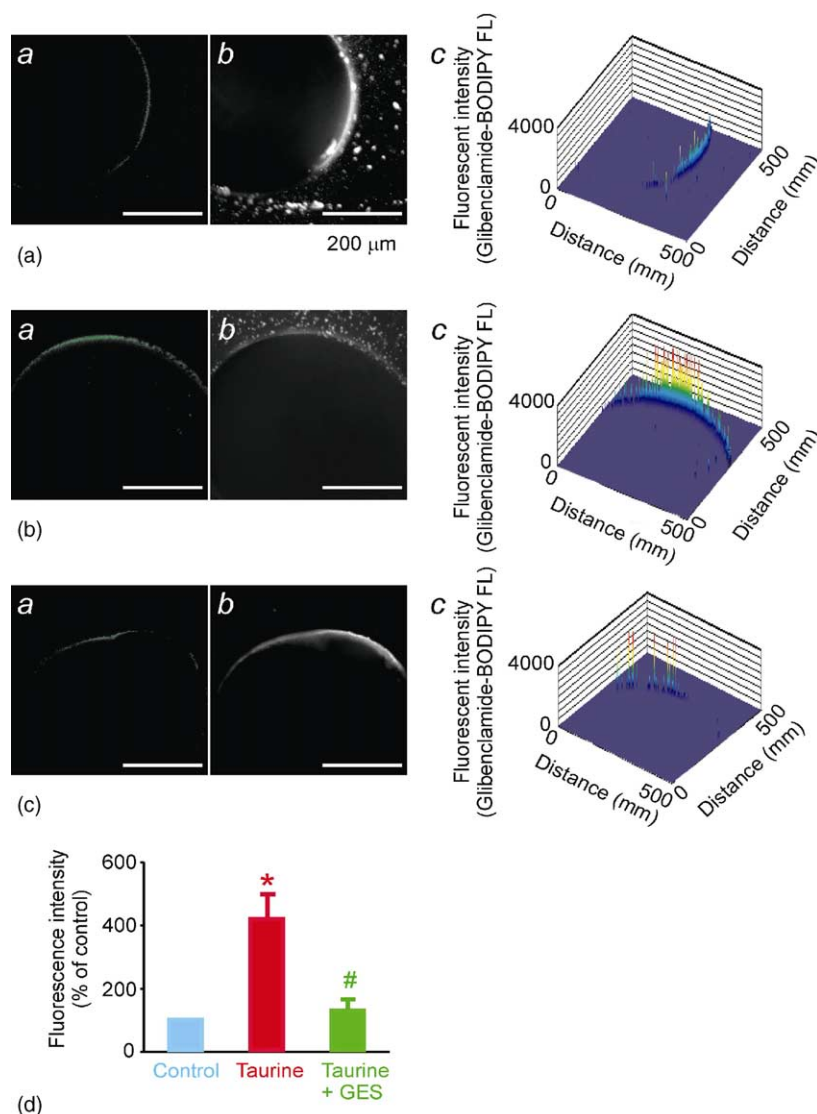 a
b
c
Fluorescent intensity
(Glibenclamide-BODIPY FL)
4000
0
0
Distance (mm)
500
0
Distance (mm)
500
200 μm
(a)
a
b
c
Fluorescent intensity
(Glibenclamide-BODIPY FL)
4000
0
0
Distance (mm)
500
0
Distance (mm)
500
(b)
a
b
c
Fluorescent intensity
(Glibenclamide-BODIPY FL)
4000
0
0
Distance (mm)
500
0
Distance (mm)
500
(c)
Fluorescence intensity
(% of control)
600
400
200
0
*
#
Control
Taurine
Taurine
+ GES
(d)